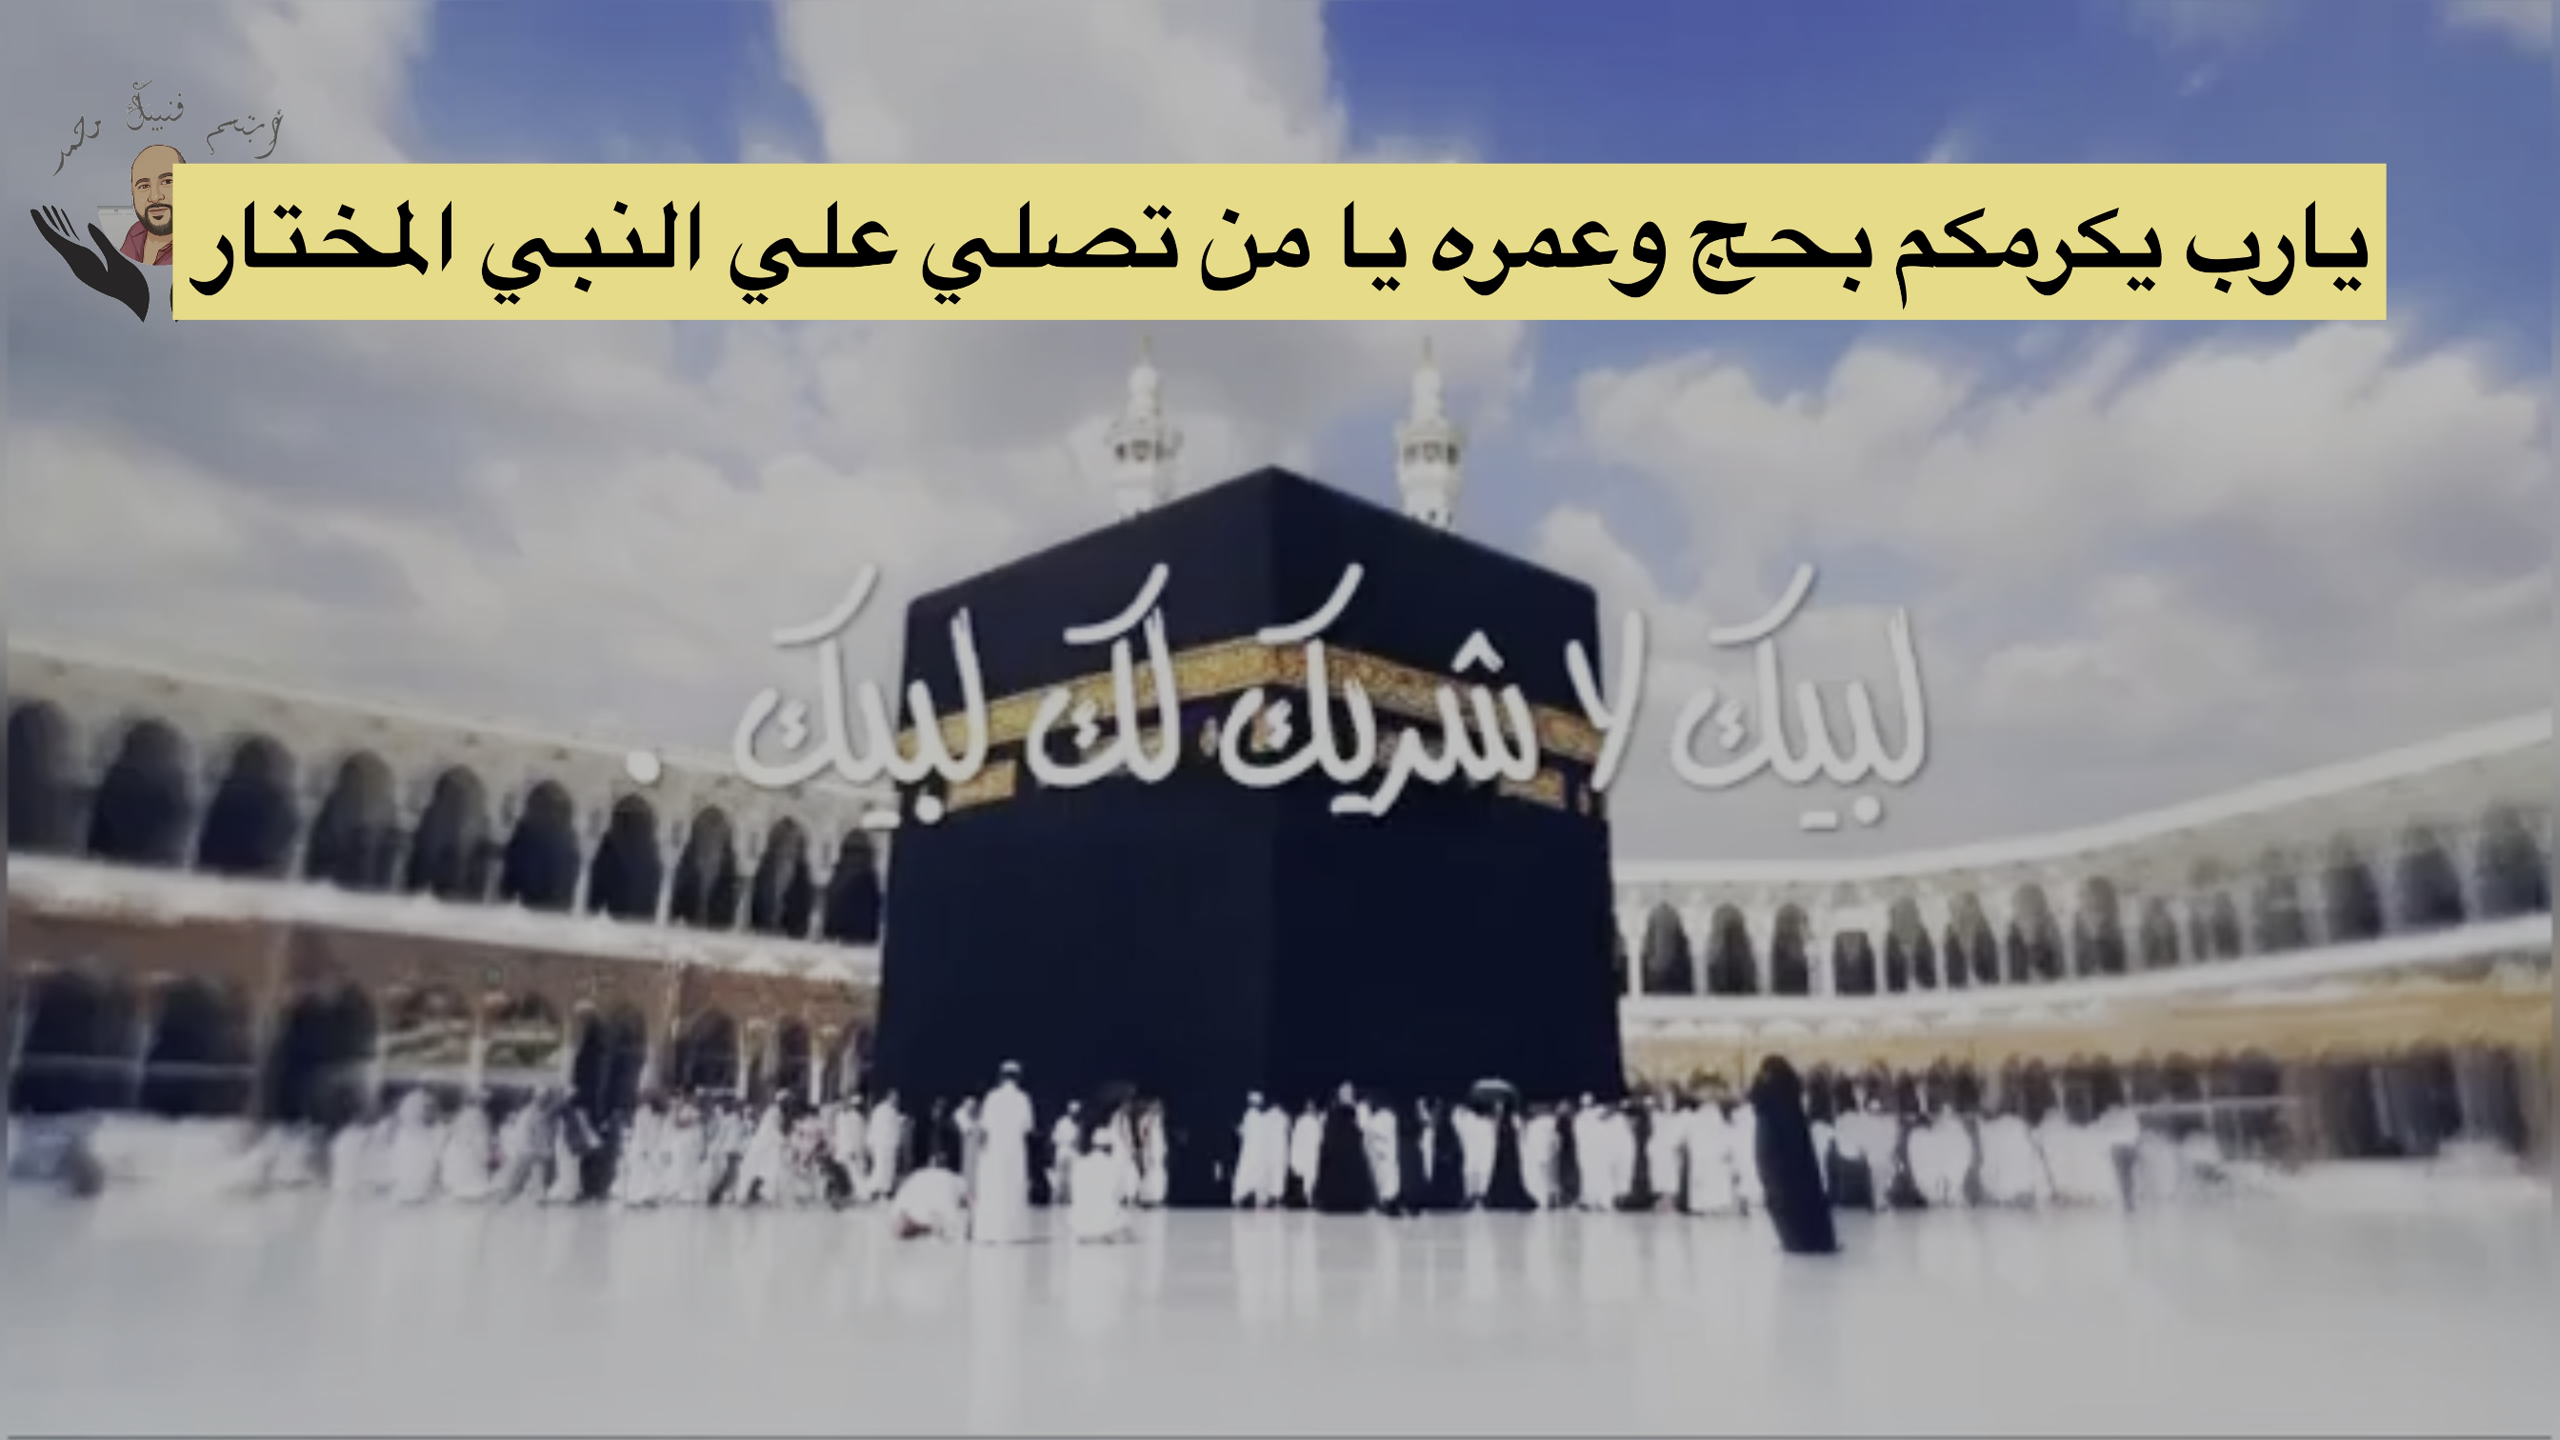 يارب يكرمكم بحج وعمره يا من تصلي علي النبي المختار
لبيك لا شريك لك لبيك .